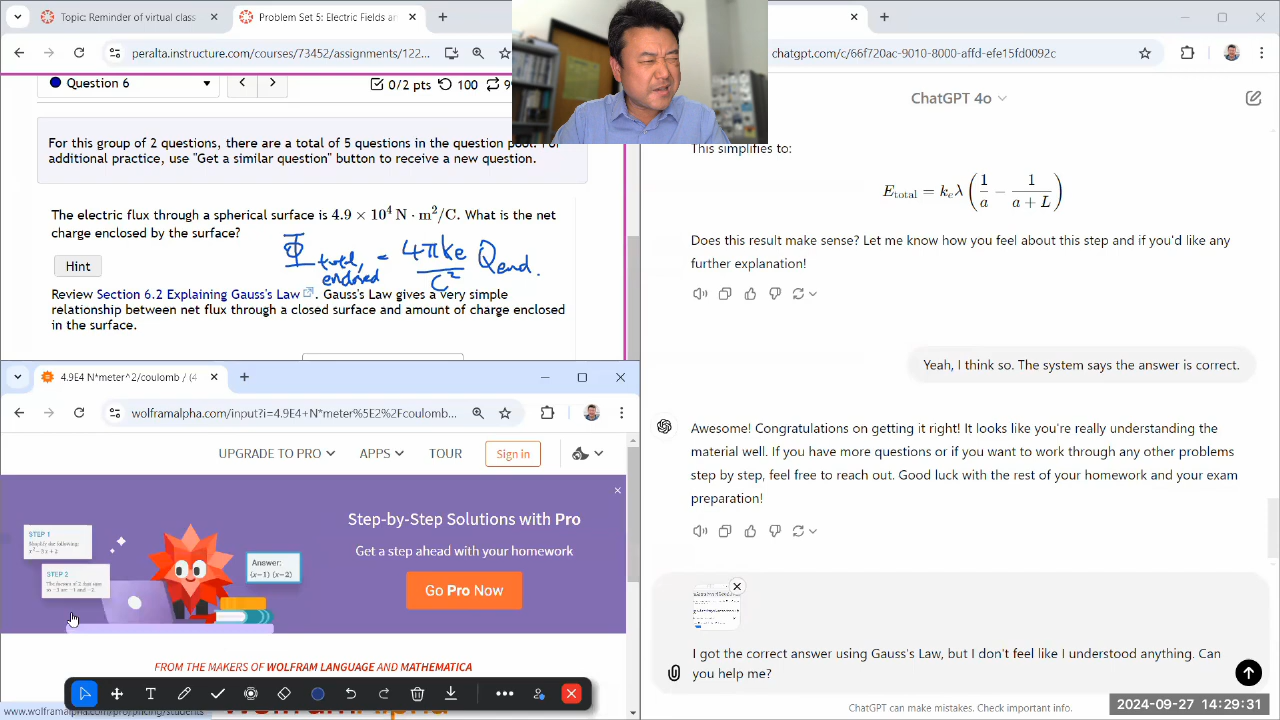 Topic: Reminder of virtual class
Problem Set 5: Electric Fields an
peralta.instructure.com/courses/73452/assignments/122...
chatgpt.com/c/66f720ac-9010-8000-affd-efe15fd0092c
Question 6
0/2 pts
100
9
For this group of 2 questions, there are a total of 5 questions in the question pool. For
additional practice, use "Get a similar question" button to receive a new question.
The electric flux through a spherical surface is 4.9 × 10⁴ N · m²/C. What is the net
charge enclosed by the surface?
Φ total, enclosed = 4πke/C² Qend.
Hint
Review Section 6.2 Explaining Gauss's Law. Gauss's Law gives a very simple
relationship between net flux through a closed surface and amount of charge enclosed
in the surface.
4.9E4 N*meter^2/coulomb / (4
wolframalpha.com/input?i=4.9E4+N*meter%5E2%2Fcoulomb...
UPGRADE TO PRO
APPS
TOUR
Sign in
STEP 1
STEP 2
Answer:
(x−1) (x−2)
Step-by-Step Solutions with Pro
Get a step ahead with your homework
Go Pro Now
FROM THE MAKERS OF WOLFRAM LANGUAGE AND MATHEMATICA
www.wolframalpha.com/pro/pricing/students
ChatGPT 4o
This simplifies to:
E_total = k_e λ (1/a − 1/(a + L))
Does this result make sense? Let me know how you feel about this step and if you'd like any
further explanation!
Yeah, I think so. The system says the answer is correct.
Awesome! Congratulations on getting it right! It looks like you're really understanding the
material well. If you have more questions or if you want to work through any other problems
step by step, feel free to reach out. Good luck with the rest of your homework and your exam
preparation!
I got the correct answer using Gauss's Law, but I don't feel like I understood anything. Can
you help me?
ChatGPT can make mistakes. Check important info.
2024-09-27 14:29:31